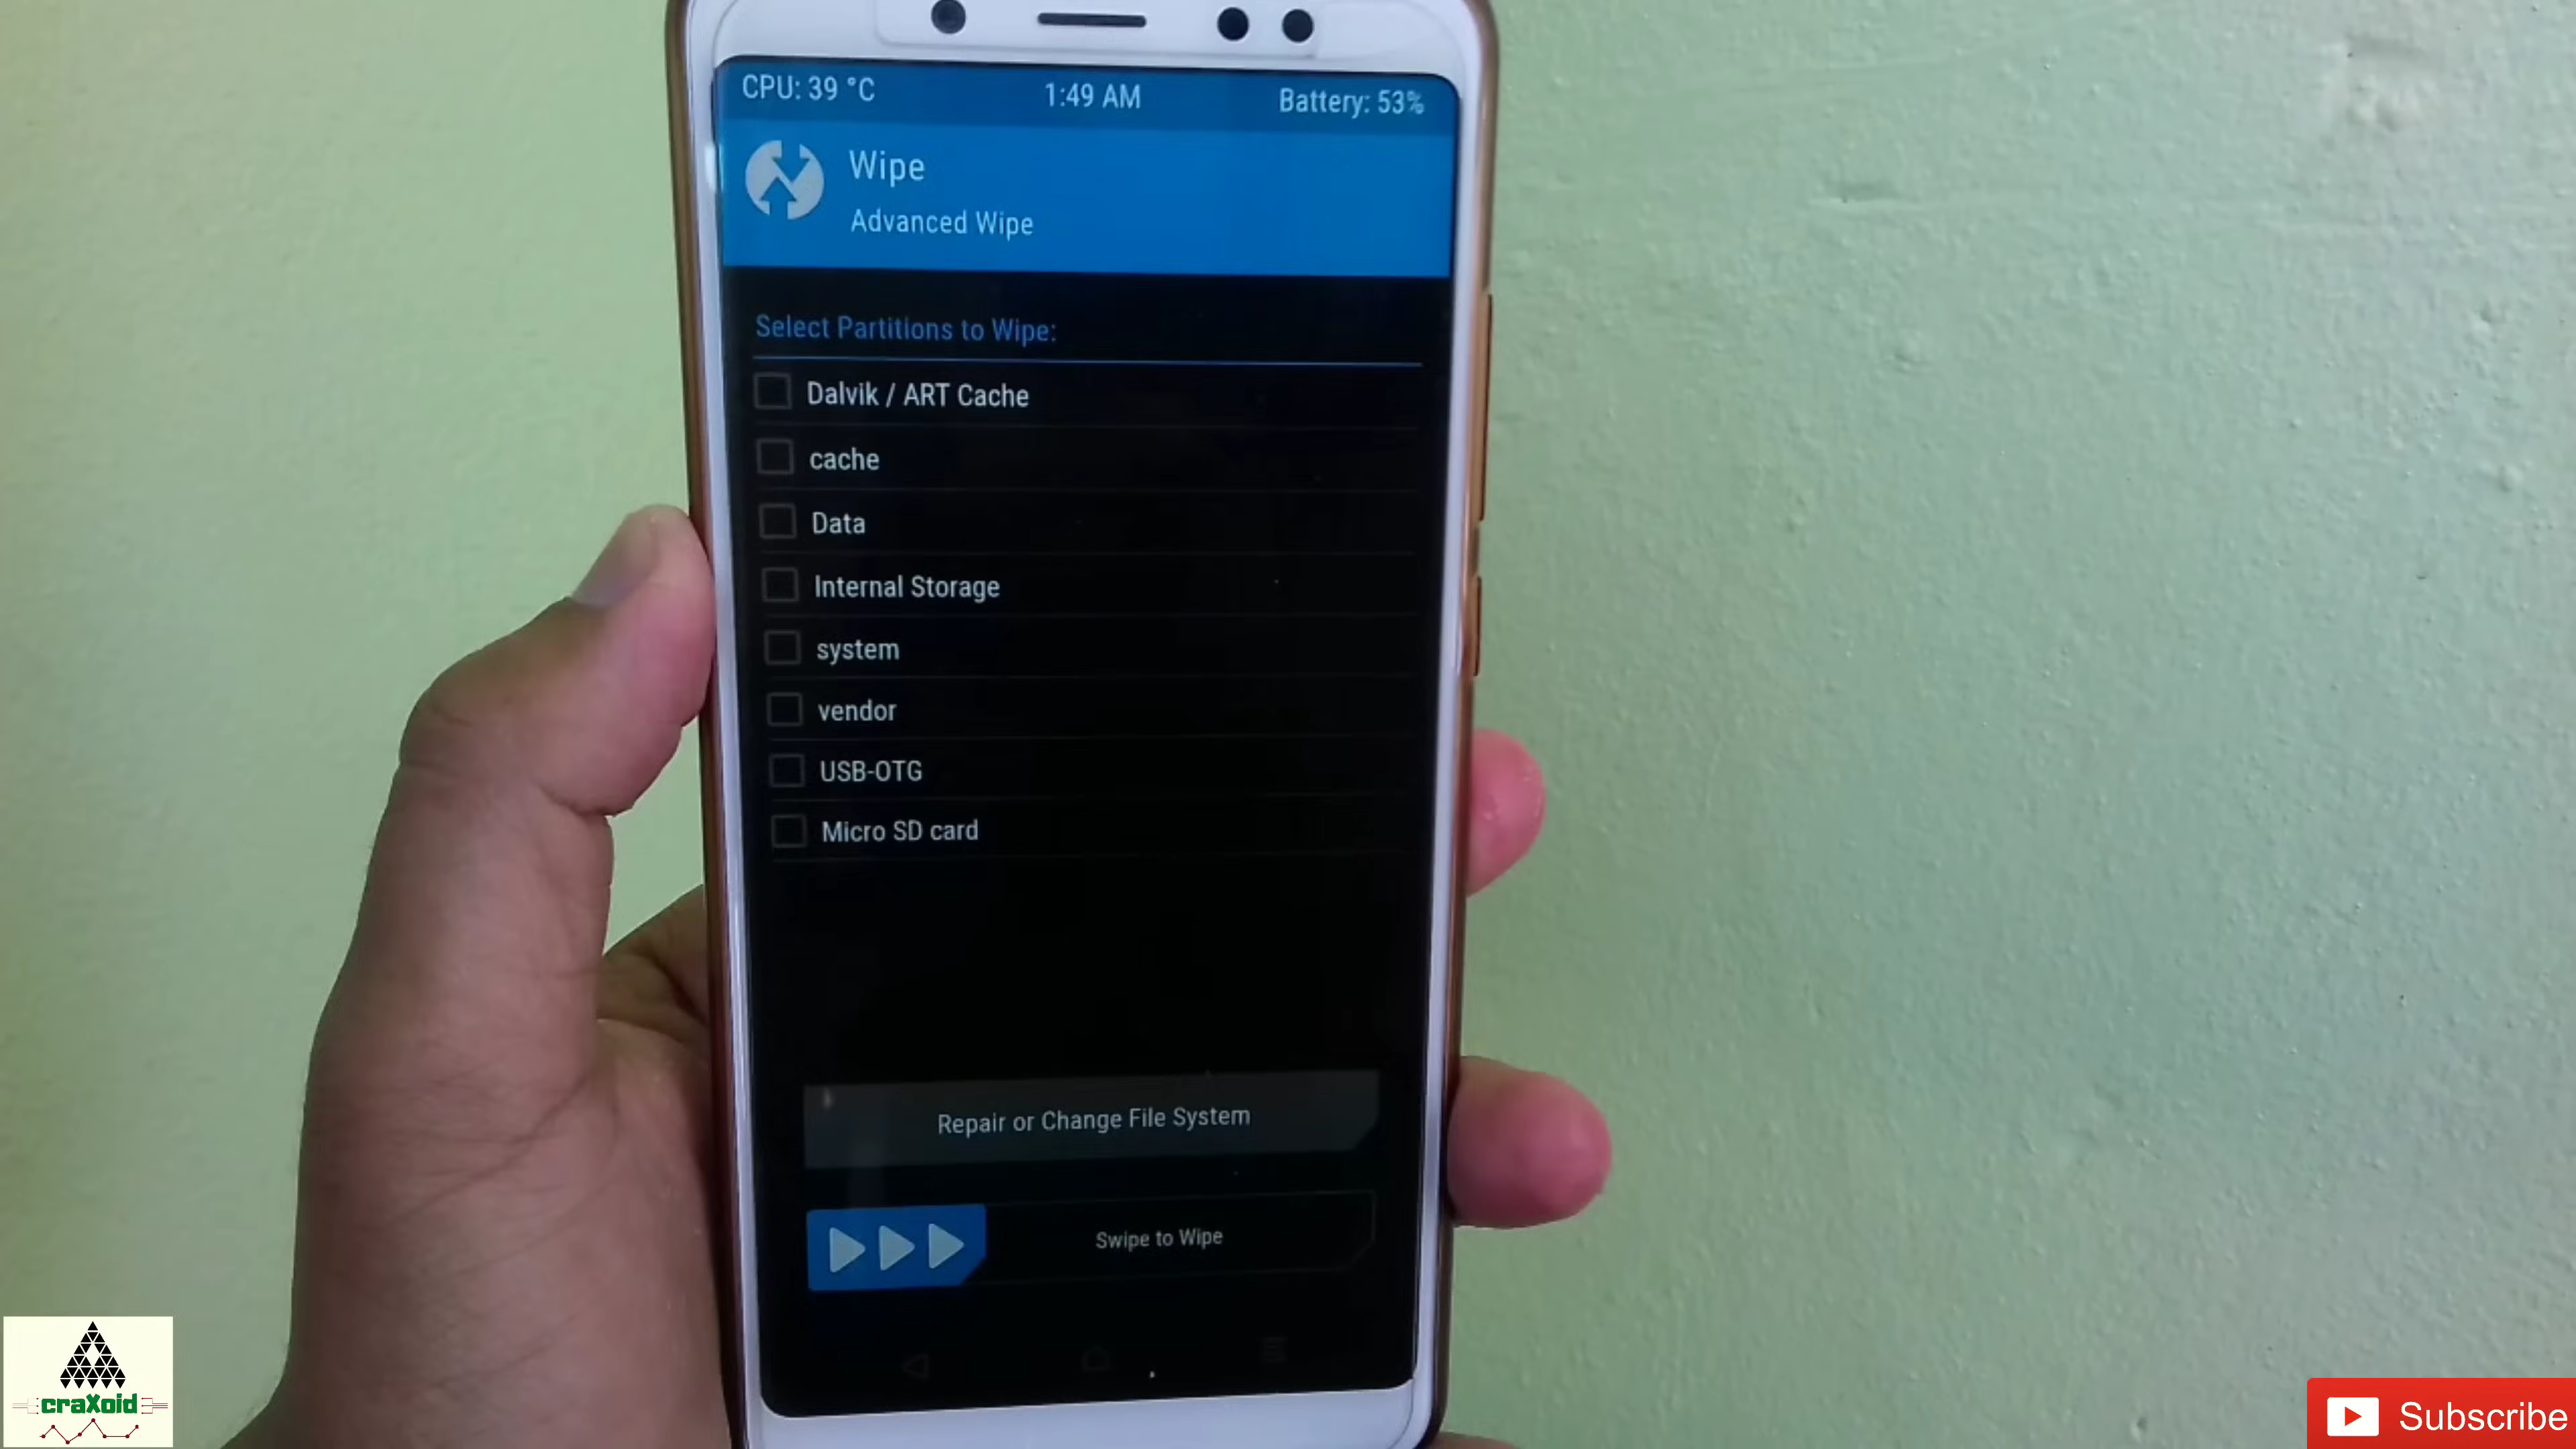 CPU: 39 °C
1:49 AM
Battery: 53%
Wipe
Advanced Wipe
Select Partitions to Wipe:
Dalvik / ART Cache
cache
Data
Internal Storage
system
vendor
USB-OTG
Micro SD card
Repair or Change File System
Swipe to Wipe
craXoid
Subscribe